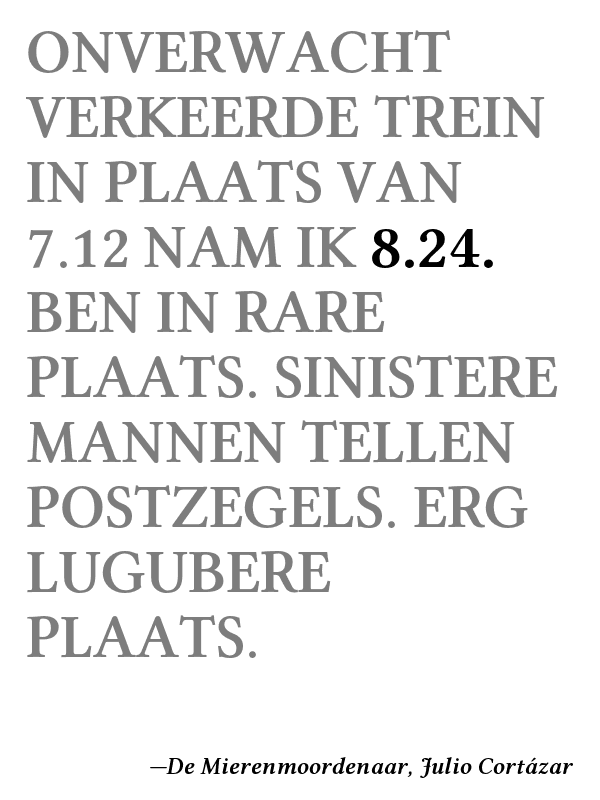 ONVERWACHT
VERKEERDE TREIN
IN PLAATS VAN
7.12 NAM IK 8.24.
BEN IN RARE
PLAATS. SINISTERE
MANNEN TELLEN
POSTZEGELS. ERG
LUGUBERE
PLAATS.
—De Mierenmoordenaar, Julio Cortázar